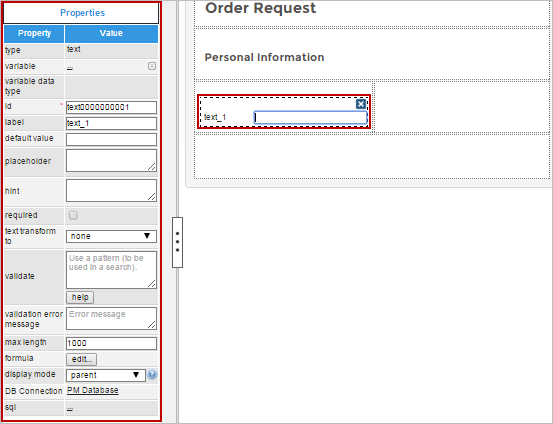 Properties
Property Value
type text
variable ...
variable data
type
id * text0000000001
label text_1
default value
placeholder
hint
required
text transform
to none
validate Use a pattern (to be
used in a search).
help
validation error
message Error message
max length 1000
formula edit...
display mode parent
DB Connection PM Database
sql ...
Order Request
Personal Information
text_1